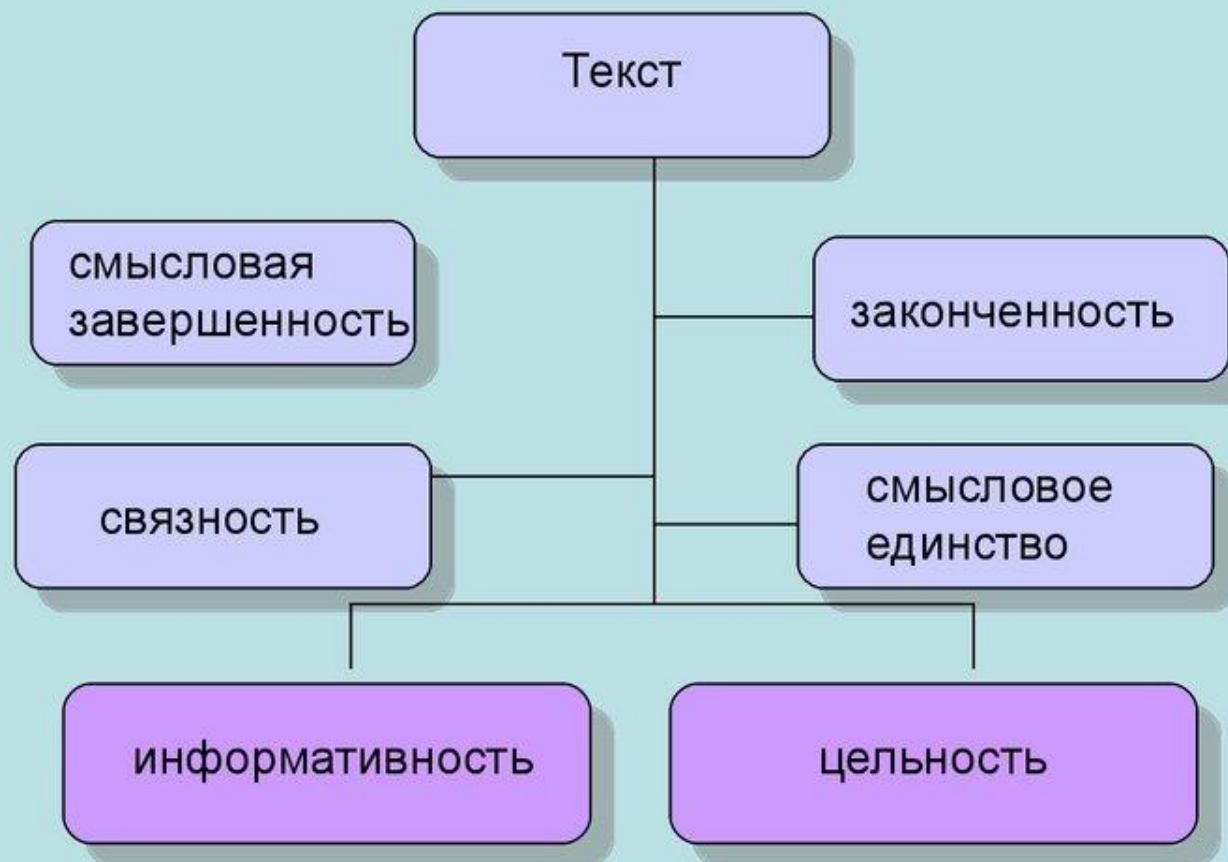 Текст
смысловая
завершенность
законченность
связность
смысловое
единство
информативность
цельность